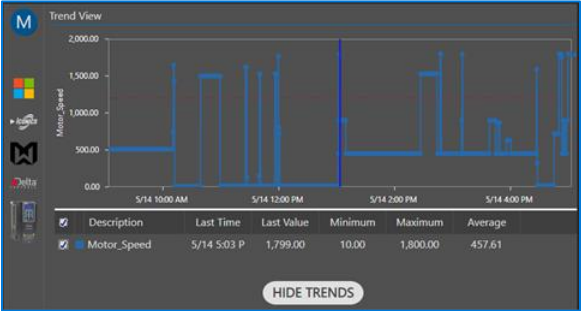 M
Trend View
2,000.00
1,500.00
1,000.00
500.00
0.00
Motor_Speed
5/14 10:00 AM 5/14 12:00 PM 5/14 2:00 PM 5/14 4:00 PM
Description Last Time Last Value Minimum Maximum Average
Motor_Speed 5/14 5:03 P 1,799.00 10.00 1,800.00 457.61
iconics
Delta
HIDE TRENDS